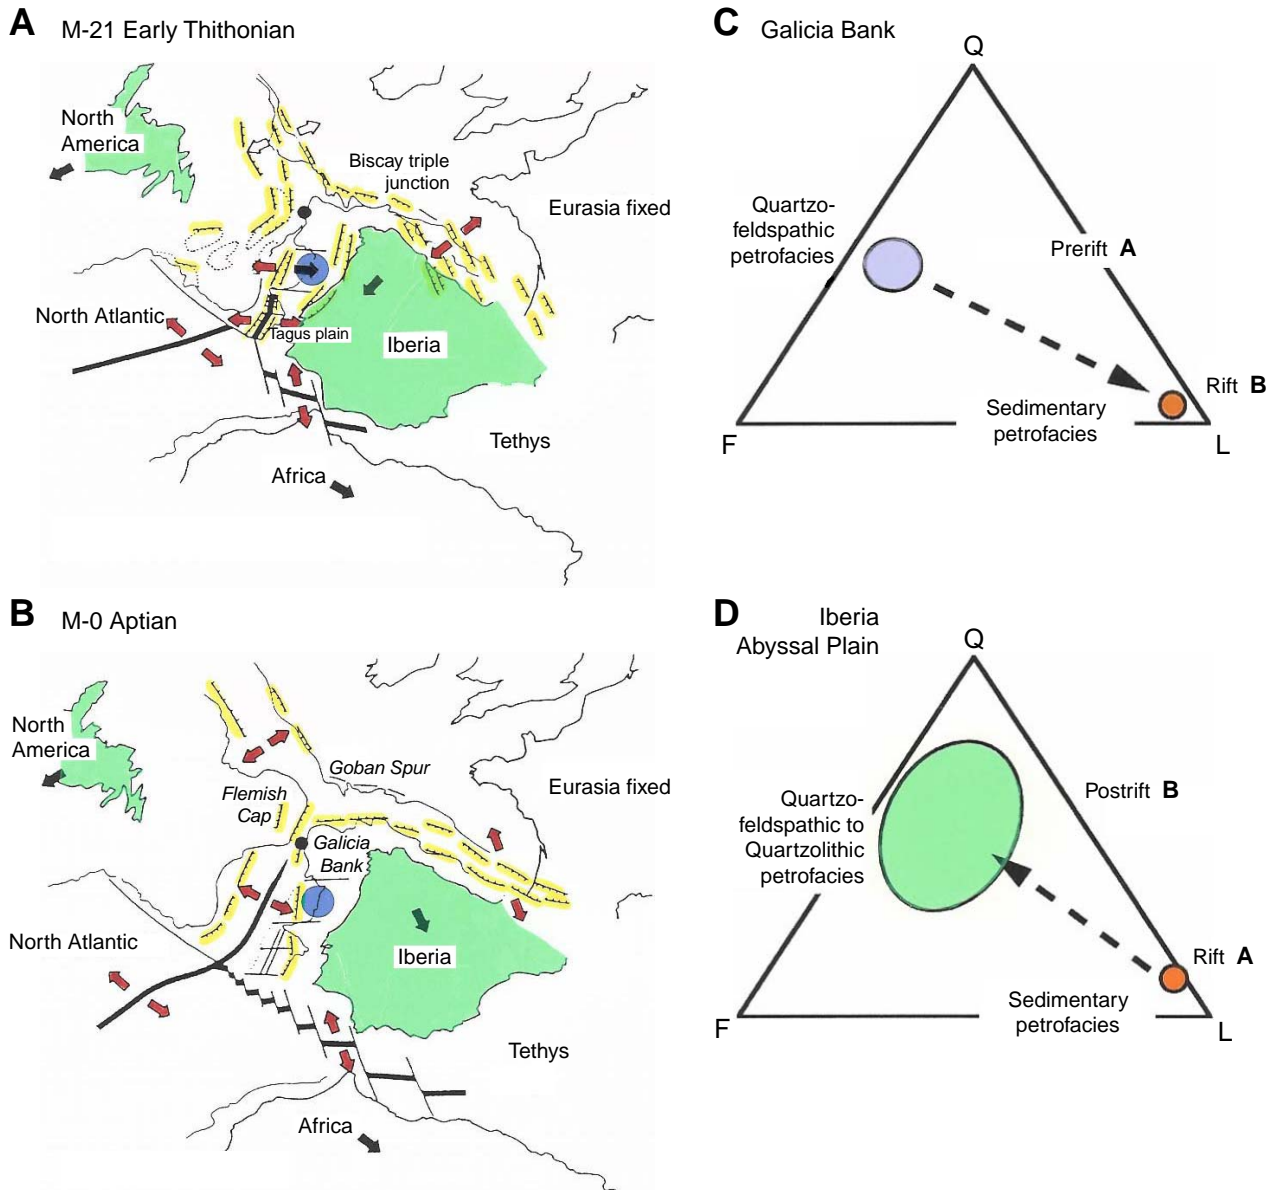 A M-21 Early Thithonian
North
America
Biscay triple
junction
Eurasia fixed
North Atlantic
Tagus plain
Iberia
Tethys
Africa
C Galicia Bank
Q
Quartzo-
feldspathic
petrofacies
Prerift A
Rift B
Sedimentary
petrofacies
F
L
B M-0 Aptian
North
America
Goban Spur
Flemish
Cap
Eurasia fixed
Galicia
Bank
North Atlantic
Iberia
Tethys
Africa
D Iberia
Abyssal Plain
Q
Quartzo-
feldspathic to
Quartzolithic
petrofacies
Postrift B
Rift A
Sedimentary
petrofacies
F
L